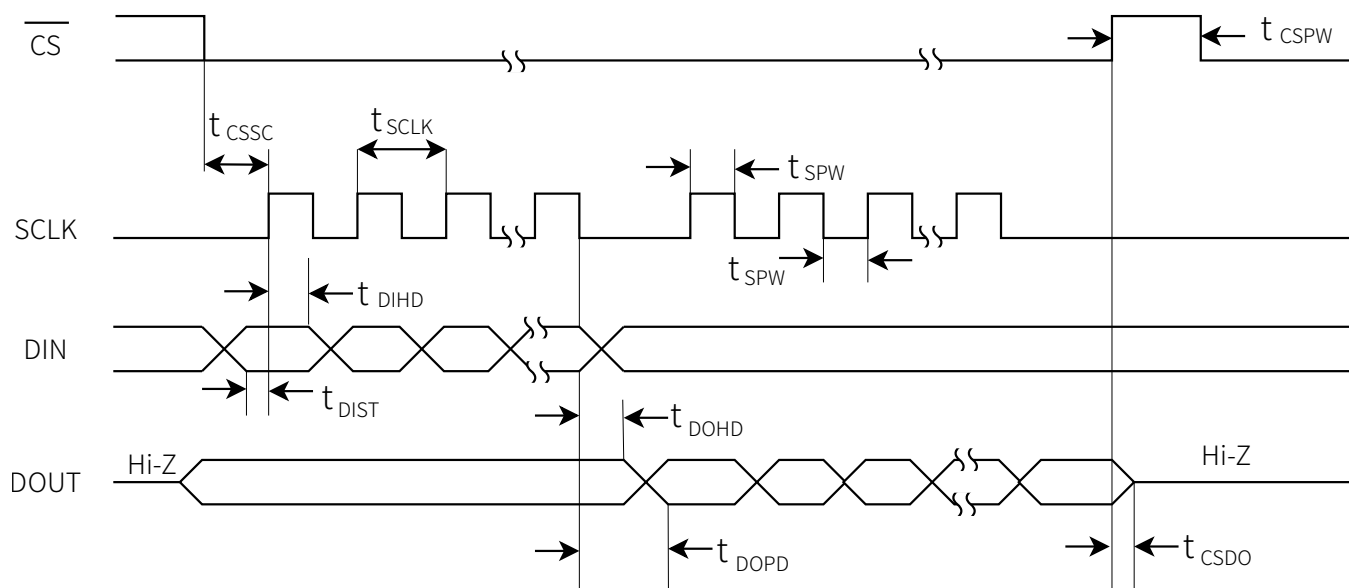 CS
t CSPW
t CSSC
t SCLK
t SPW
SCLK
t SPW
t DIHD
DIN
t DIST
t DOHD
Hi-Z
Hi-Z
DOUT
t DOPD
t CSDO